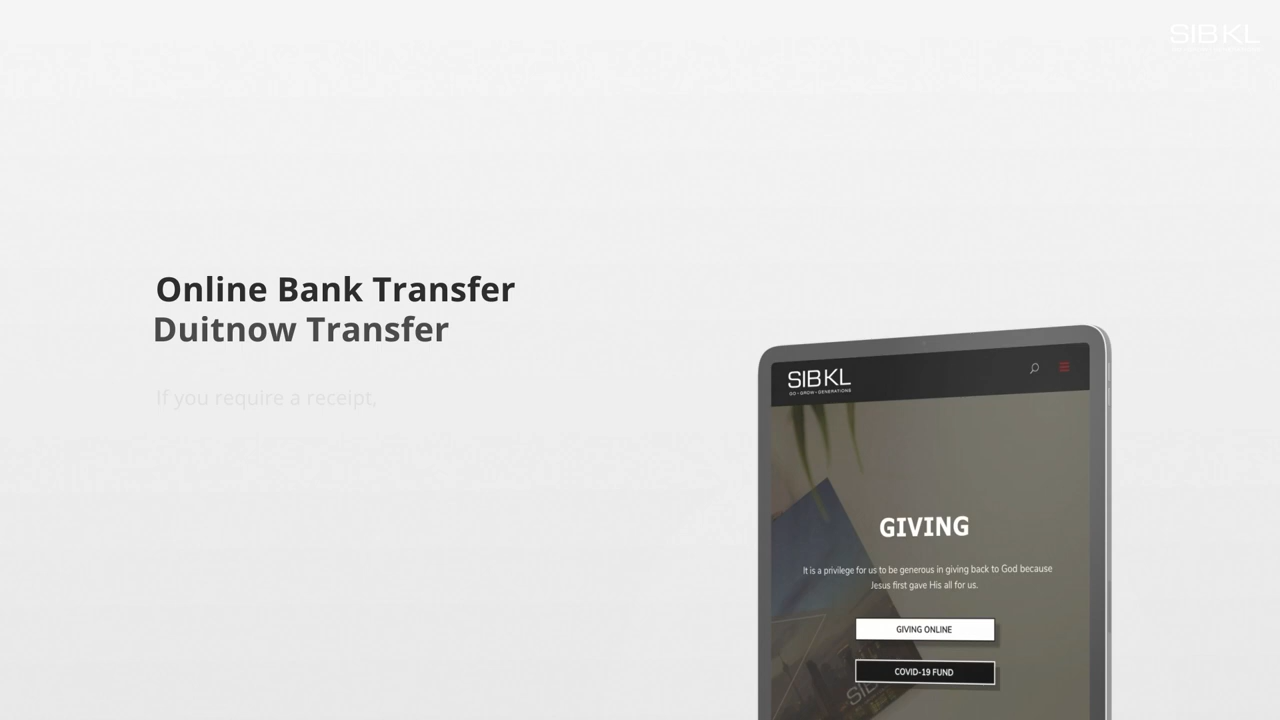 SIBKL
Online Bank Transfer
Duitnow Transfer
If you require a receipt,
SIBKL
GO • GROW • GENERATIONS
GIVING
It is a privilege for us to be generous in giving back to God because
Jesus first gave His all for us.
GIVING ONLINE
COVID-19 FUND